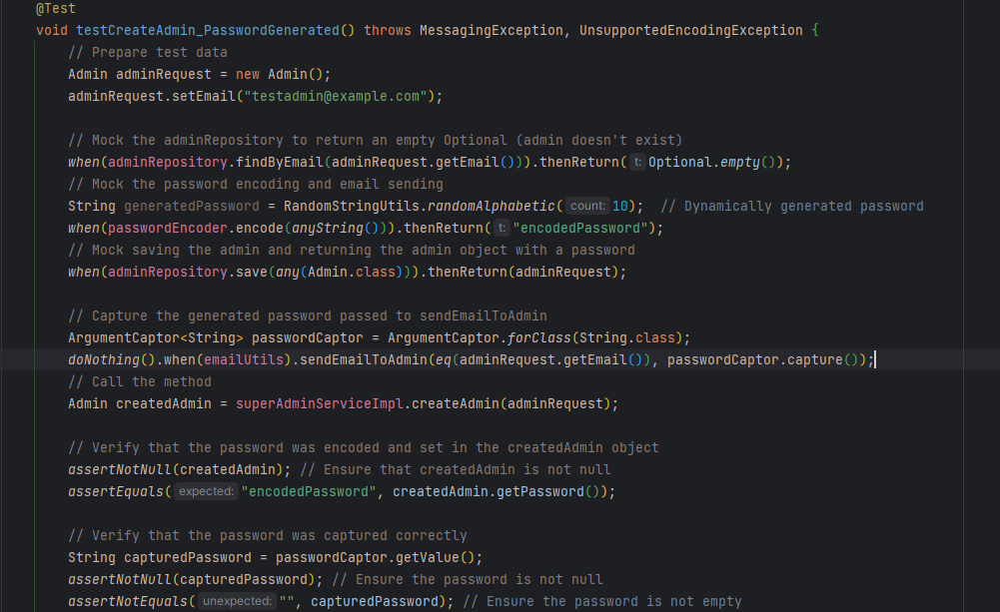 @Test
void testCreateAdmin_PasswordGenerated() throws MessagingException, UnsupportedEncodingException {
// Prepare test data
Admin adminRequest = new Admin();
adminRequest.setEmail("testadmin@example.com");
// Mock the adminRepository to return an empty Optional (admin doesn't exist)
when(adminRepository.findByEmail(adminRequest.getEmail())).thenReturn( t: Optional.empty());
// Mock the password encoding and email sending
String generatedPassword = RandomStringUtils.randomAlphabetic( count: 10);  // Dynamically generated password
when(passwordEncoder.encode(anyString())).thenReturn( t: "encodedPassword");
// Mock saving the admin and returning the admin object with a password
when(adminRepository.save(any(Admin.class))).thenReturn(adminRequest);
// Capture the generated password passed to sendEmailToAdmin
ArgumentCaptor<String> passwordCaptor = ArgumentCaptor.forClass(String.class);
doNothing().when(emailUtils).sendEmailToAdmin(eq(adminRequest.getEmail()), passwordCaptor.capture());
// Call the method
Admin createdAdmin = superAdminServiceImpl.createAdmin(adminRequest);
// Verify that the password was encoded and set in the createdAdmin object
assertNotNull(createdAdmin); // Ensure that createdAdmin is not null
assertEquals( expected: "encodedPassword", createdAdmin.getPassword());
// Verify that the password was captured correctly
String capturedPassword = passwordCaptor.getValue();
assertNotNull(capturedPassword); // Ensure the password is not null
assertNotEquals( unexpected: "", capturedPassword); // Ensure the password is not empty